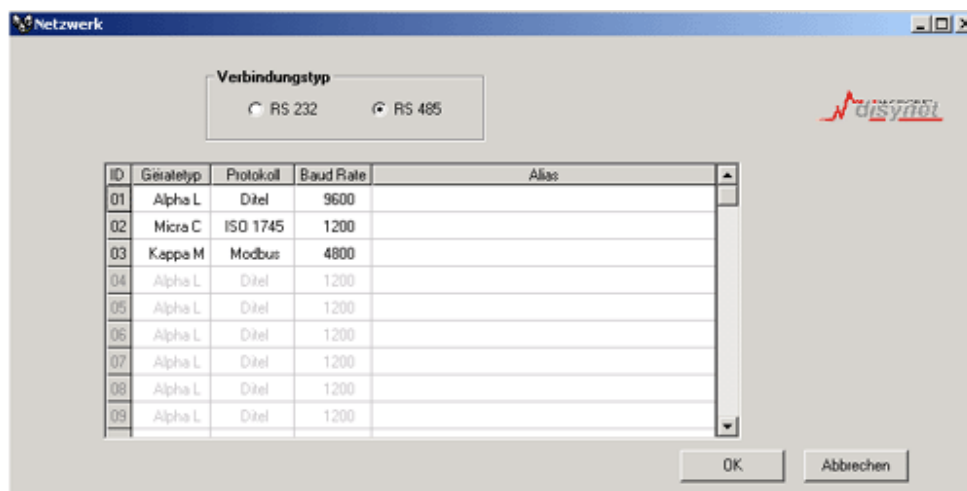 Netzwerk
Verbindungstyp
RS 232 RS 485
disynet
ID Gëratetyp Protokoll Baud Rate Alias
01 Alpha L Ditel 9600
02 Micra C ISO 1745 1200
03 Kappa M Modbus 4800
04 Alpha L Ditel 1200
05 Alpha L Ditel 1200
06 Alpha L Ditel 1200
07 Alpha L Ditel 1200
08 Alpha L Ditel 1200
09 Alpha L Ditel 1200
OK Abbrechen